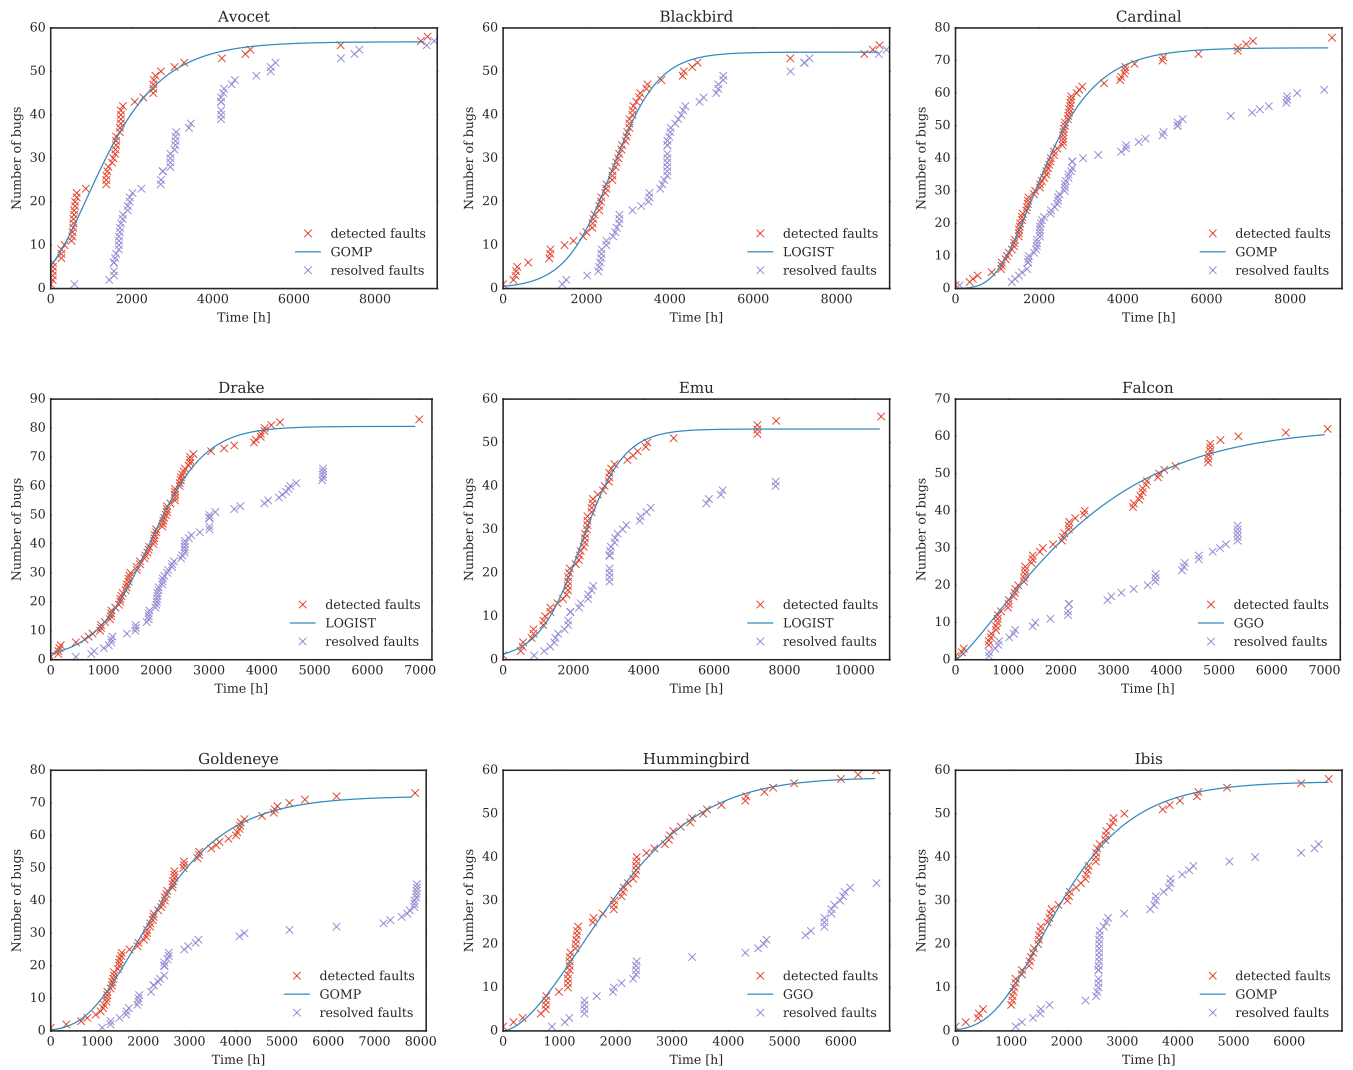 Avocet
Number of bugs
60
50
40
30
20
10
0
0 2000 4000 6000 8000
Time [h]
detected faults
GOMP
resolved faults
Blackbird
Number of bugs
60
50
40
30
20
10
0
0 2000 4000 6000 8000
Time [h]
detected faults
LOGIST
resolved faults
Cardinal
Number of bugs
80
70
60
50
40
30
20
10
0
0 2000 4000 6000 8000
Time [h]
detected faults
GOMP
resolved faults
Drake
Number of bugs
90
80
70
60
50
40
30
20
10
0
0 1000 2000 3000 4000 5000 6000 7000
Time [h]
detected faults
LOGIST
resolved faults
Emu
Number of bugs
60
50
40
30
20
10
0
0 2000 4000 6000 8000 10000
Time [h]
detected faults
LOGIST
resolved faults
Falcon
Number of bugs
70
60
50
40
30
20
10
0
0 1000 2000 3000 4000 5000 6000 7000
Time [h]
detected faults
GGO
resolved faults
Goldeneye
Number of bugs
80
70
60
50
40
30
20
10
0
0 1000 2000 3000 4000 5000 6000 7000 8000
Time [h]
detected faults
GOMP
resolved faults
Hummingbird
Number of bugs
60
50
40
30
20
10
0
0 1000 2000 3000 4000 5000 6000
Time [h]
detected faults
GGO
resolved faults
Ibis
Number of bugs
60
50
40
30
20
10
0
0 1000 2000 3000 4000 5000 6000
Time [h]
detected faults
GOMP
resolved faults